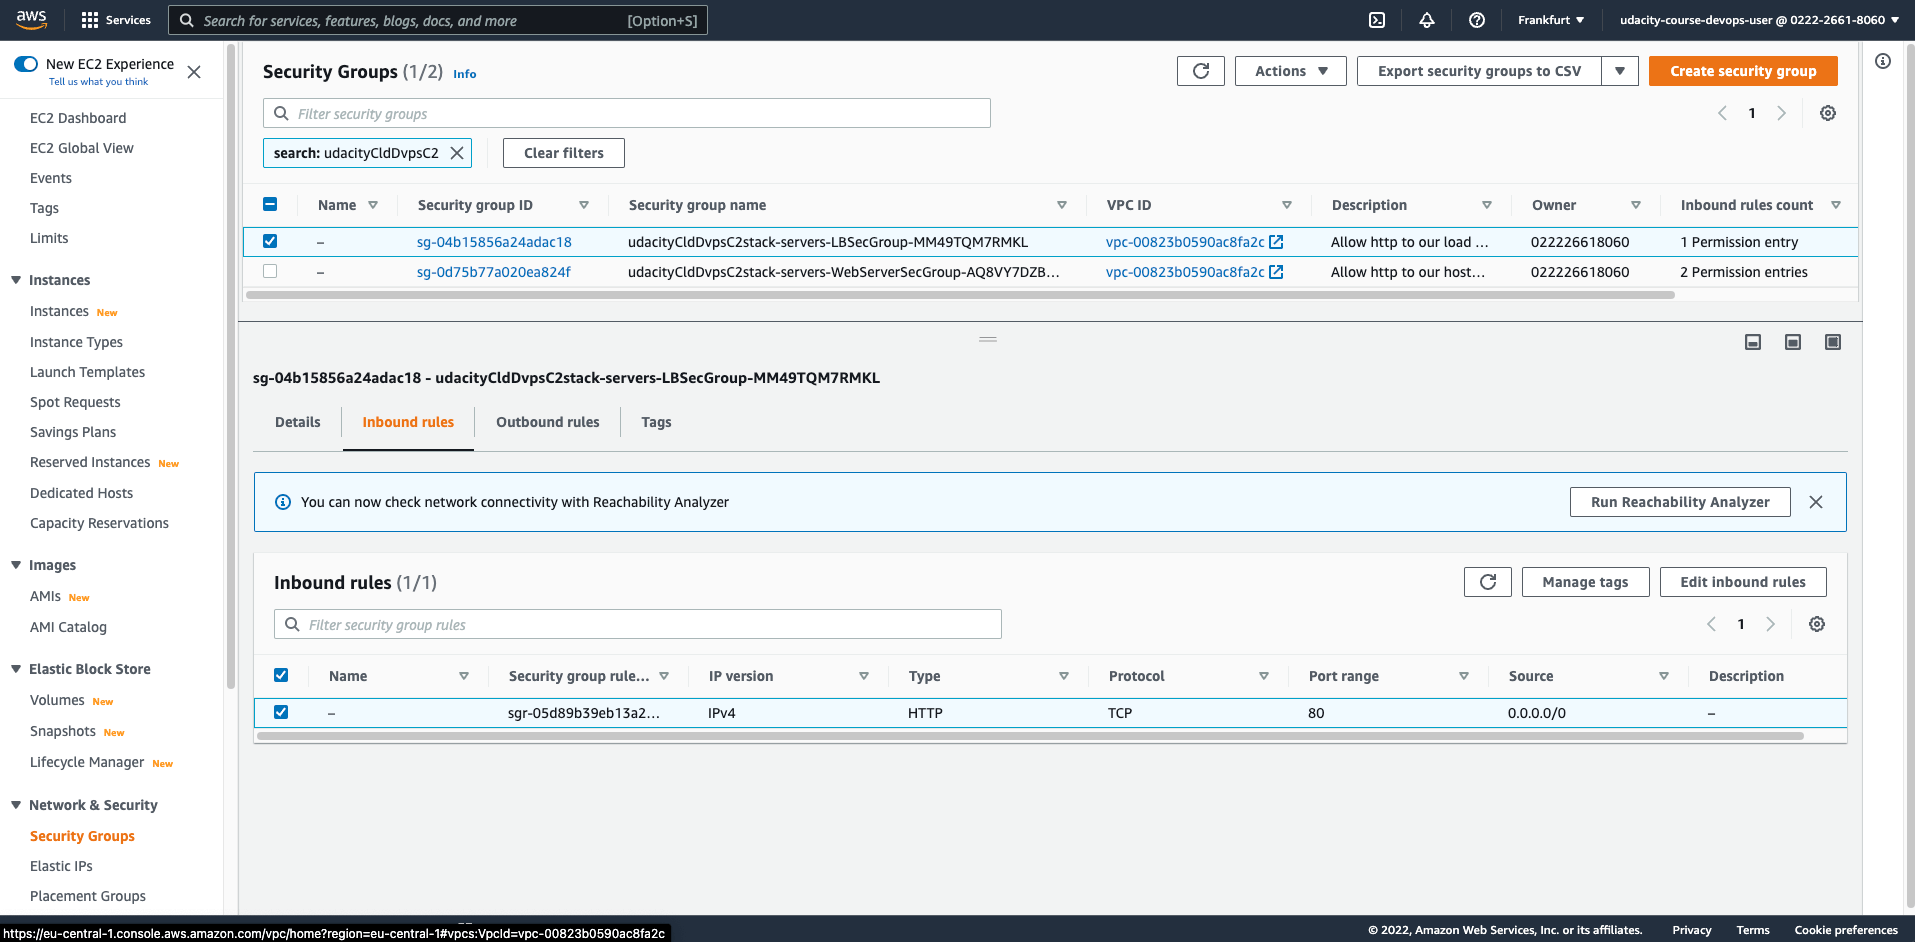 aws
Services
Search for services, features, blogs, docs, and more
[Option+S]
Frankfurt ▼
udacity-course-devops-user @ 0222-2661-8060 ▼
New EC2 Experience
Tell us what you think
EC2 Dashboard
EC2 Global View
Events
Tags
Limits
Instances
Instances New
Instance Types
Launch Templates
Spot Requests
Savings Plans
Reserved Instances New
Dedicated Hosts
Capacity Reservations
Images
AMIs New
AMI Catalog
Elastic Block Store
Volumes New
Snapshots New
Lifecycle Manager New
Network & Security
Security Groups
Elastic IPs
Placement Groups
Security Groups (1/2) Info
Actions ▼
Export security groups to CSV ▼
Create security group
Filter security groups
1
search: udacityCldDvpsC2
Clear filters
Name Security group ID Security group name VPC ID Description Owner Inbound rules count
– sg-04b15856a24adac18 udacityCldDvpsC2stack-servers-LBSecGroup-MM49TQM7RMKL vpc-00823b0590ac8fa2c Allow http to our load ... 022226618060 1 Permission entry
– sg-0d75b77a020ea824f udacityCldDvpsC2stack-servers-WebServerSecGroup-AQ8VY7DZB... vpc-00823b0590ac8fa2c Allow http to our host... 022226618060 2 Permission entries
sg-04b15856a24adac18 - udacityCldDvpsC2stack-servers-LBSecGroup-MM49TQM7RMKL
Details Inbound rules Outbound rules Tags
You can now check network connectivity with Reachability Analyzer
Run Reachability Analyzer
Inbound rules (1/1)
Manage tags
Edit inbound rules
Filter security group rules
1
Name Security group rule... IP version Type Protocol Port range Source Description
– sgr-05d89b39eb13a2... IPv4 HTTP TCP 80 0.0.0.0/0 –
https://eu-central-1.console.aws.amazon.com/vpc/home?region=eu-central-1#vpcs:VpcId=vpc-00823b0590ac8fa2c
© 2022, Amazon Web Services, Inc. or its affiliates.
Privacy
Terms
Cookie preferences